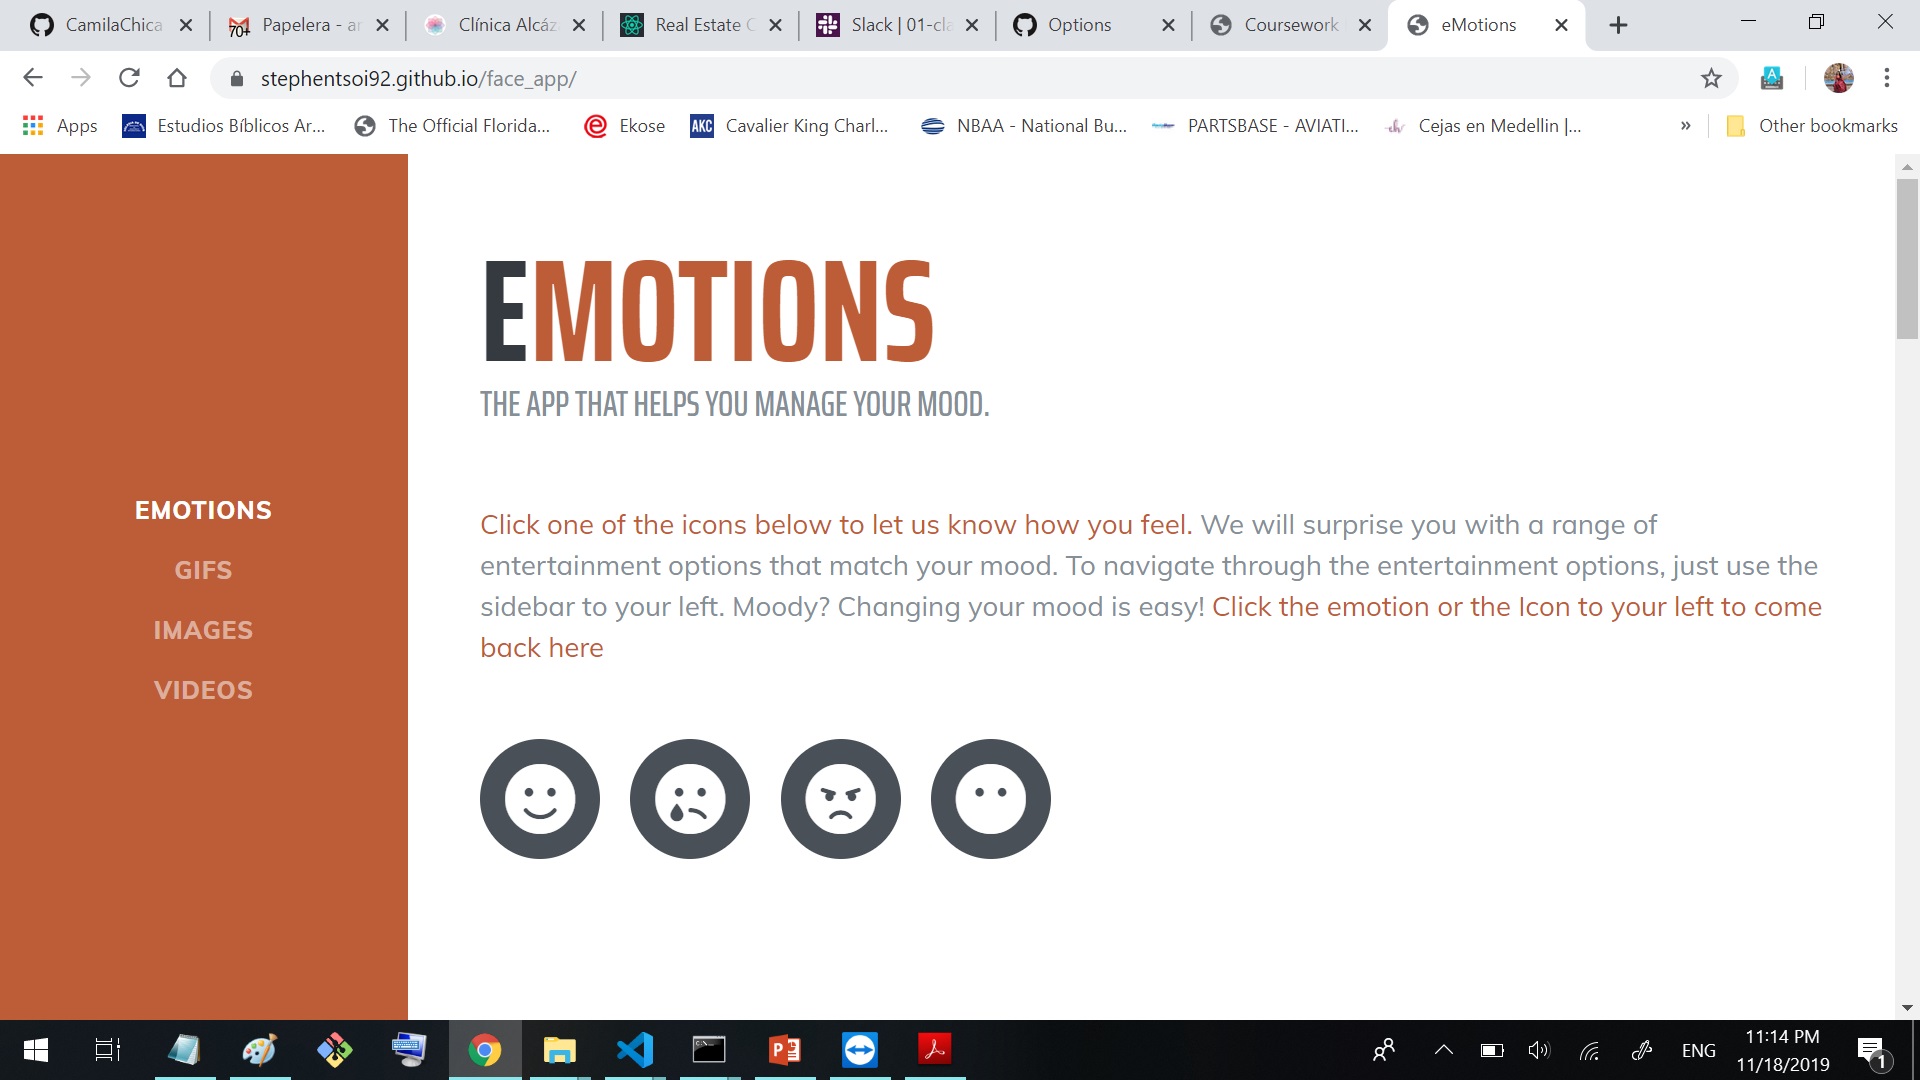 CamilaChica
Papelera - ar
Clínica Alcáz
Real Estate
Slack | 01-cla
Options
Coursework
eMotions
stephentsoi92.github.io/face_app/
Apps
Estudios Bíblicos Ar...
The Official Florida...
Ekose
AKC
Cavalier King Charl...
NBAA - National Bu...
PARTSBASE - AVIATI...
Cejas en Medellin |...
»
Other bookmarks
EMOTIONS
THE APP THAT HELPS YOU MANAGE YOUR MOOD.
EMOTIONS
GIFS
IMAGES
VIDEOS
Click one of the icons below to let us know how you feel. We will surprise you with a range of
entertainment options that match your mood. To navigate through the entertainment options, just use the
sidebar to your left. Moody? Changing your mood is easy! Click the emotion or the Icon to your left to come
back here
ENG
11:14 PM
11/18/2019
1